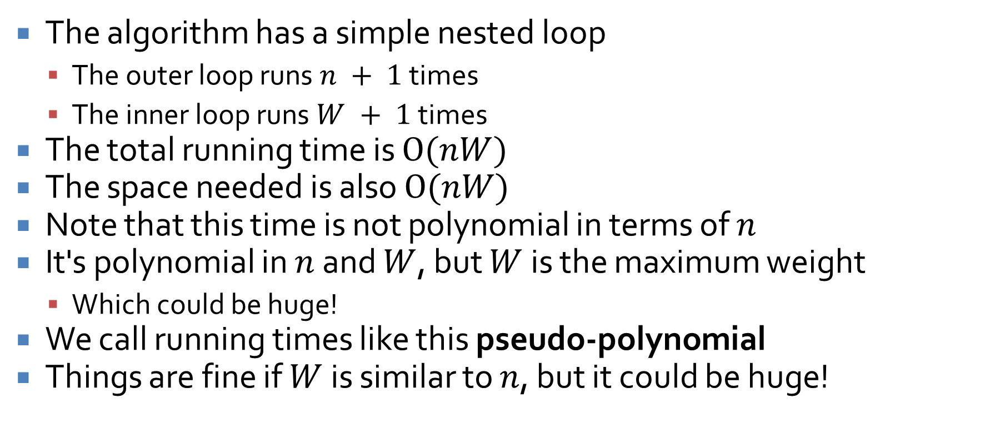 The algorithm has a simple nested loop
The outer loop runs n + 1 times
The inner loop runs W + 1 times
The total running time is O(nW)
The space needed is also O(nW)
Note that this time is not polynomial in terms of n
It's polynomial in n and W, but W is the maximum weight
Which could be huge!
We call running times like this pseudo-polynomial
Things are fine if W is similar to n, but it could be huge!